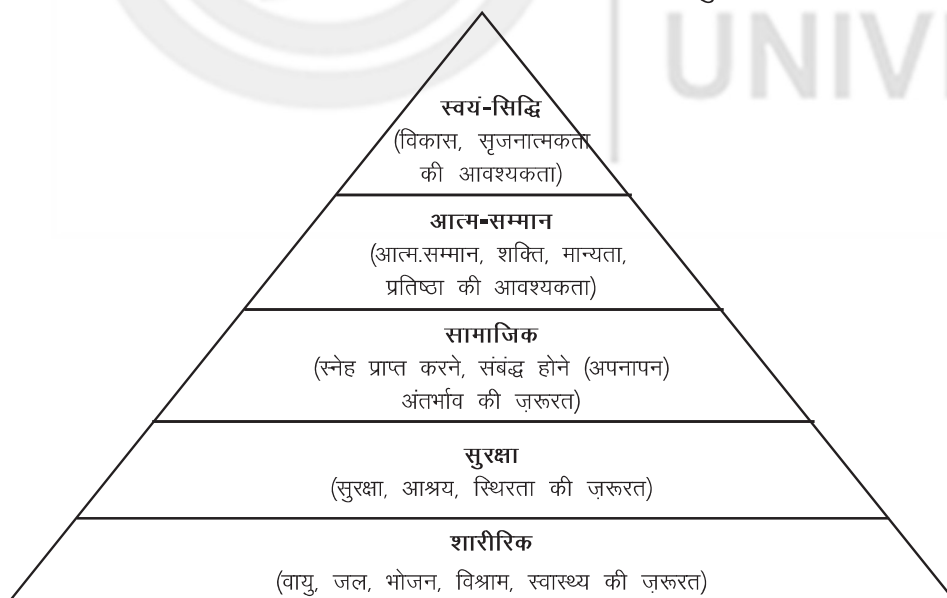 UNIV
स्वयं-सिद्धि
(विकास, सृजनात्मकता
की आवश्यकता)
आत्म-सम्मान
(आत्म.सम्मान, शक्ति, मान्यता,
प्रतिष्ठा की आवश्यकता)
सामाजिक
(स्नेह प्राप्त करने, संबंद्ध होने (अपनापन)
अंतर्भाव की ज़रूरत)
सुरक्षा
(सुरक्षा, आश्रय, स्थिरता की ज़रूरत)
शारीरिक
(वायु, जल, भोजन, विश्राम, स्वास्थ्य की ज़रूरत)